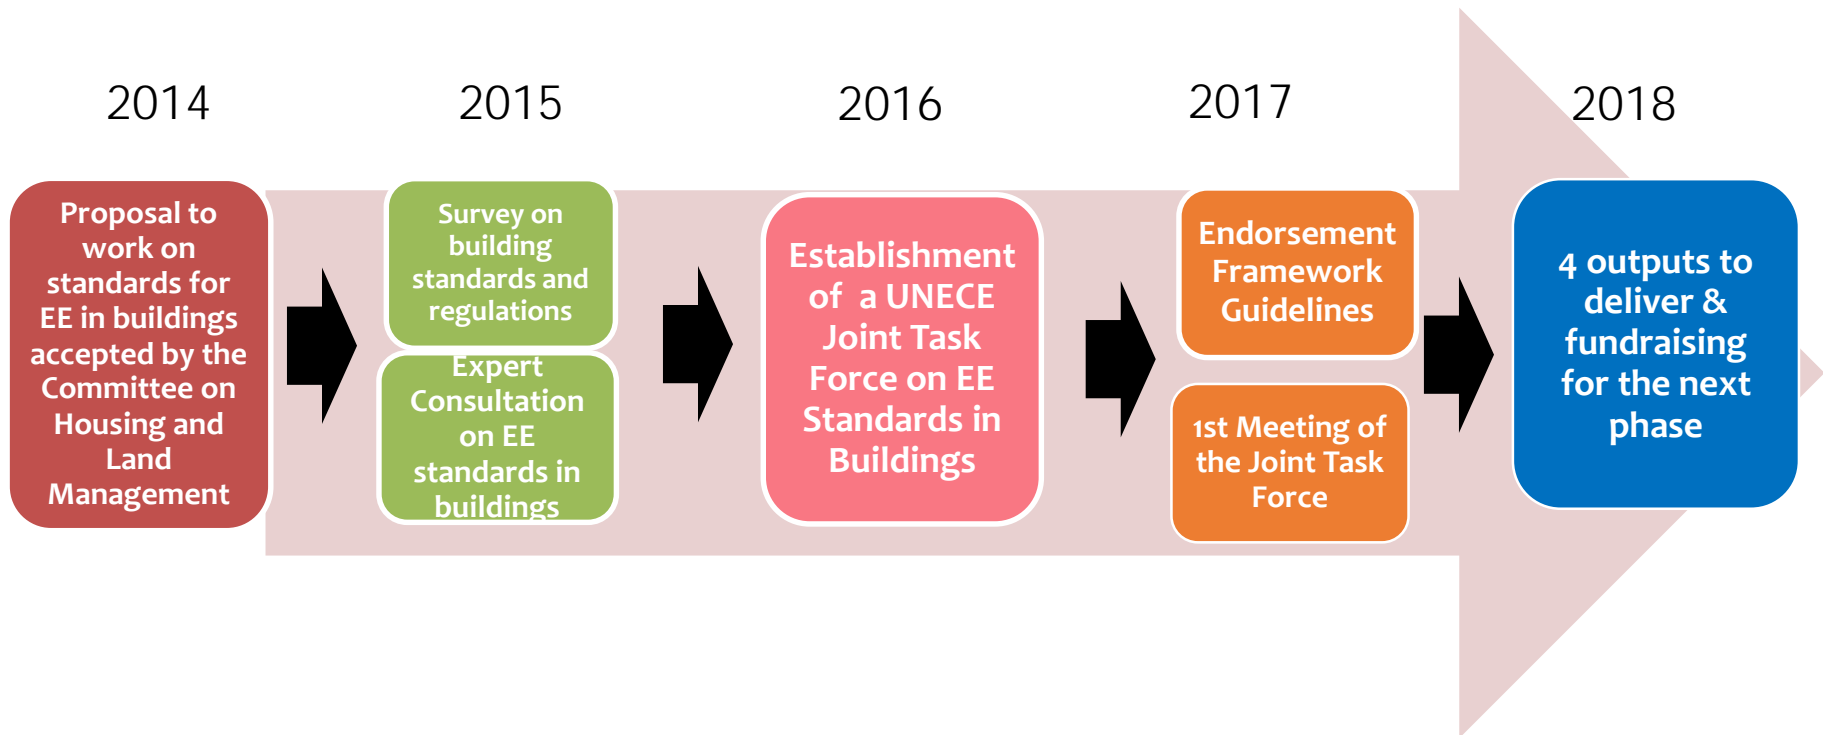 2014
2015
2016
2017
2018
Proposal to
work on
standards for
EE in buildings
accepted by the
Committee on
Housing and
Land
Management
Survey on
building
standards and
regulations
Expert
Consultation
on EE
standards in
buildings
Establishment
of a UNECE
Joint Task
Force on EE
Standards in
Buildings
Endorsement
Framework
Guidelines
1st Meeting of
the Joint Task
Force
4 outputs to
deliver &
fundraising
for the next
phase